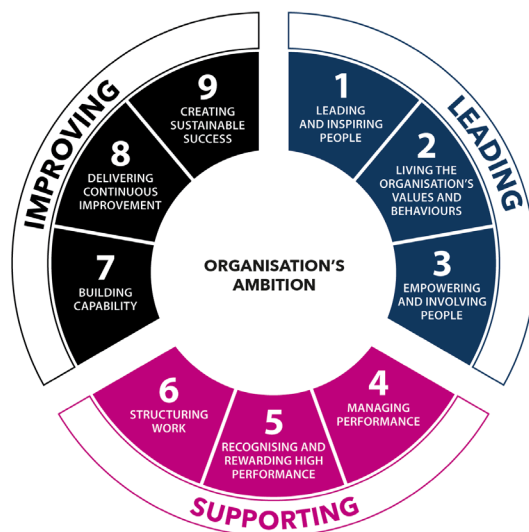 LEADING
1
LEADING
AND INSPIRING
PEOPLE
2
LIVING THE
ORGANISATION'S
VALUES AND
BEHAVIOURS
3
EMPOWERING
AND INVOLVING
PEOPLE
SUPPORTING
4
MANAGING
PERFORMANCE
5
RECOGNISING AND
REWARDING HIGH
PERFORMANCE
6
STRUCTURING
WORK
IMPROVING
7
BUILDING
CAPABILITY
8
DELIVERING
CONTINUOUS
IMPROVEMENT
9
CREATING
SUSTAINABLE
SUCCESS
ORGANISATION'S
AMBITION